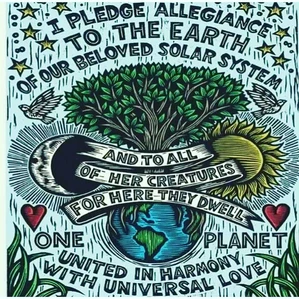 I PLEDGE ALLEGIANCE
TO THE EARTH
OF OUR BELOVED SOLAR SYSTEM
AND TO ALL
OF HER CREATURES
FOR HERE THEY DWELL
ONE PLANET
UNITED IN HARMONY
WITH UNIVERSAL LOVE